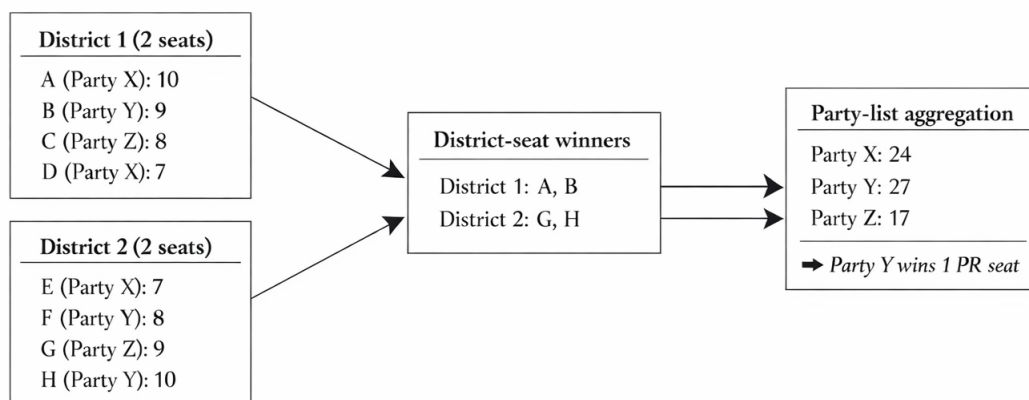 District 1 (2 seats)
A (Party X): 10
B (Party Y): 9
C (Party Z): 8
D (Party X): 7
District 2 (2 seats)
E (Party X): 7
F (Party Y): 8
G (Party Z): 9
H (Party Y): 10
District-seat winners
District 1: A, B
District 2: G, H
Party-list aggregation
Party X: 24
Party Y: 27
Party Z: 17
➡ Party Y wins 1 PR seat